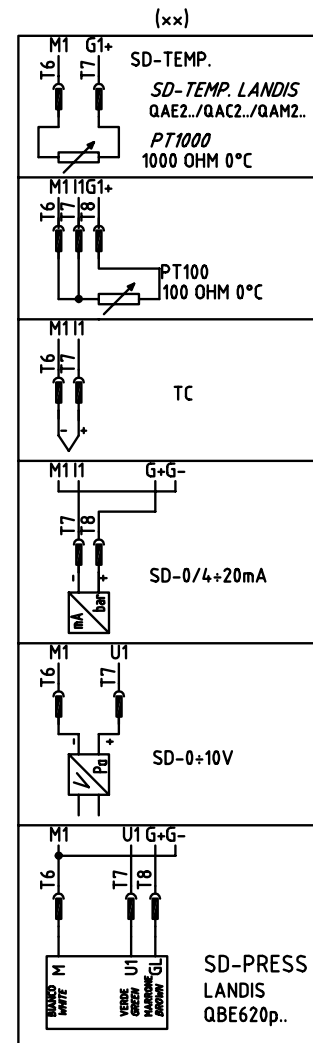 (xx)
M1 G1+
T6 T7
SD-TEMP.
SD-TEMP. LANDIS
QAE2../QAC2../QAM2..
PT1000
1000 OHM 0°C
M1 I1 G1+
T6 T7 T8
PT100
100 OHM 0°C
M1 I1
T6 T7
TC
- +
M1 I1 G+ G-
T7 T8
- +
mA bar
SD-0/4÷20mA
M1 U1
T6 T7
- +
V Pa
SD-0÷10V
M1 U1 G+ G-
T6 T7 T8
M U1 GL
BIANCO VERDE MARRONE
WHITE GREEN BROWN
SD-PRESS
LANDIS
QBE620p..